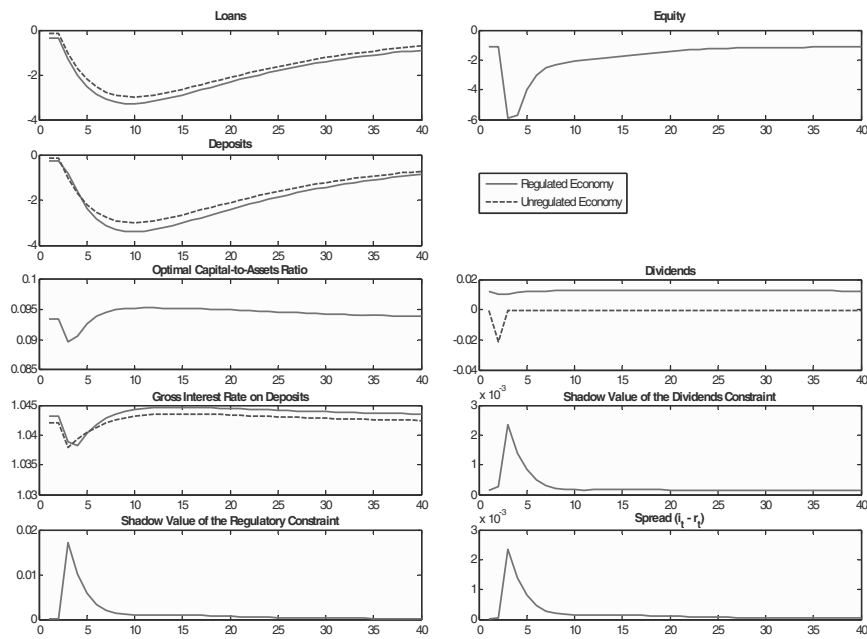 Loans
0
-2
-4
0 5 10 15 20 25 30 35 40
Equity
0
-2
-4
-6
0 5 10 15 20 25 30 35 40
Deposits
0
-2
-4
0 5 10 15 20 25 30 35 40
Regulated Economy
Unregulated Economy
Optimal Capital-to-Assets Ratio
0.1
0.095
0.09
0.085
0 5 10 15 20 25 30 35 40
Dividends
0.02
0
-0.02
-0.04
0 5 10 15 20 25 30 35 40
Gross Interest Rate on Deposits
1.045
1.04
1.035
1.03
0 5 10 15 20 25 30 35 40
x 10⁻³ Shadow Value of the Dividends Constraint
3
2
1
0
0 5 10 15 20 25 30 35 40
Shadow Value of the Regulatory Constraint
0.02
0.01
0
0 5 10 15 20 25 30 35 40
x 10⁻³ Spread (i_t - r_t)
3
2
1
0
0 5 10 15 20 25 30 35 40